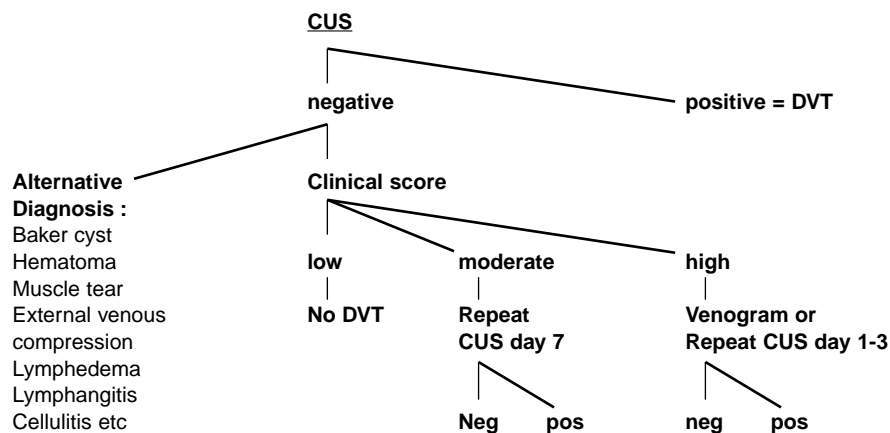 CUS
negative
positive = DVT
Alternative
Diagnosis :
Baker cyst
Hematoma
Muscle tear
External venous
compression
Lymphedema
Lymphangitis
Cellulitis etc
Clinical score
low
moderate
high
No DVT
Repeat
CUS day 7
Venogram or
Repeat CUS day 1-3
Neg
pos
neg
pos